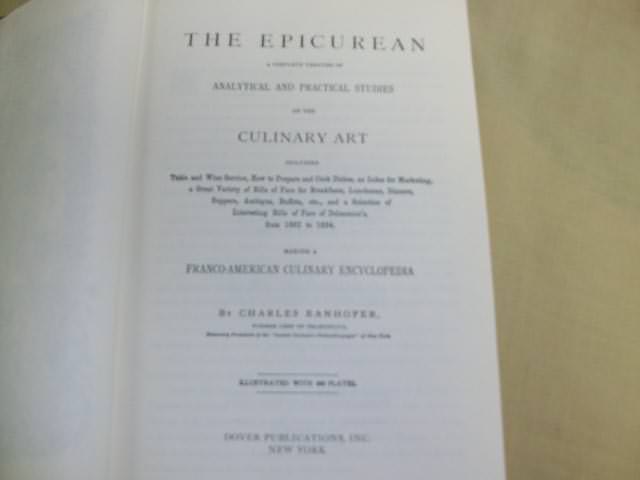 THE EPICUREAN
A COMPLETE TREATISE OF
ANALYTICAL AND PRACTICAL STUDIES
ON THE
CULINARY ART
INCLUDING
Table and Wine Service, How to Prepare and Cook Dishes, an Index for Marketing,
a Great Variety of Bills of Fare for Breakfasts, Luncheons, Dinners,
Suppers, Ambigus, Buffets, etc., and a Selection of
Interesting Bills of Fare of Delmonico's,
from 1862 to 1894.
MAKING A
FRANCO-AMERICAN CULINARY ENCYCLOPEDIA
BY CHARLES RANHOFER,
FORMER CHEF OF DELMONICO'S,
Honorary President of the "Société Culinaire Philanthropique" of New York
ILLUSTRATED WITH PLATES.
DOVER PUBLICATIONS, INC.
NEW YORK